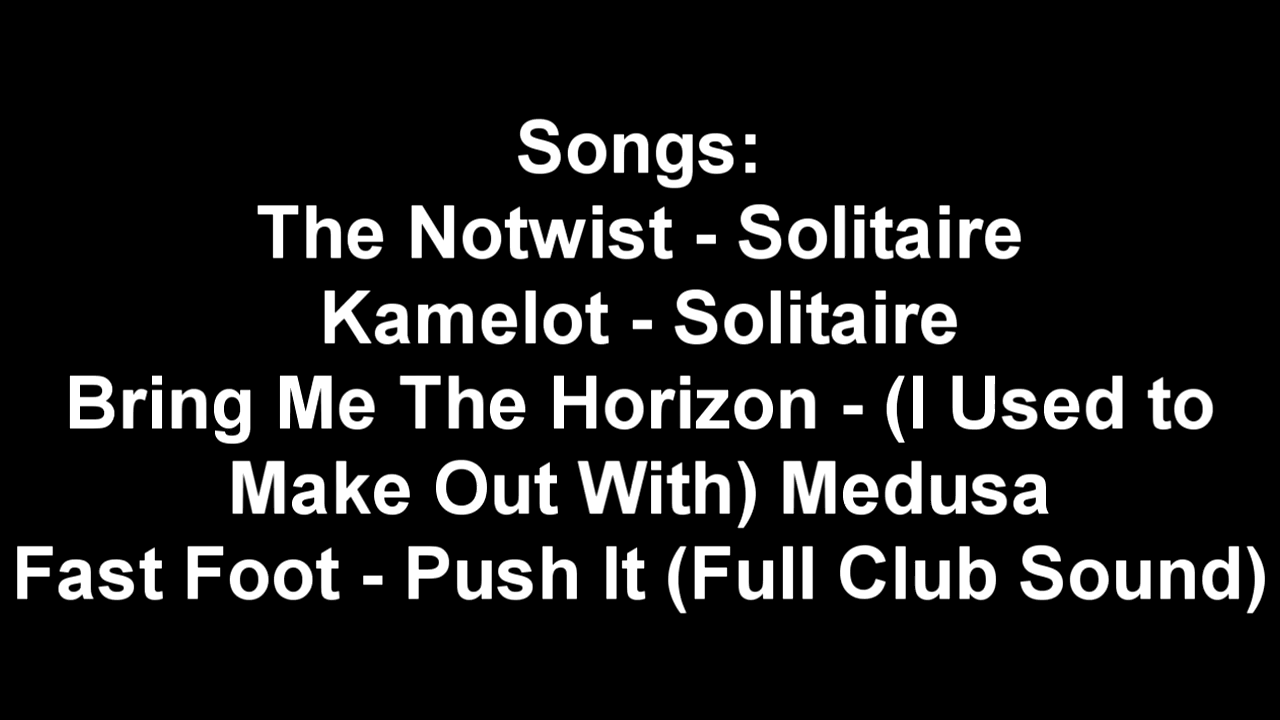 Songs:
The Notwist - Solitaire
Kamelot - Solitaire
Bring Me The Horizon - (I Used to
Make Out With) Medusa
Fast Foot - Push It (Full Club Sound)